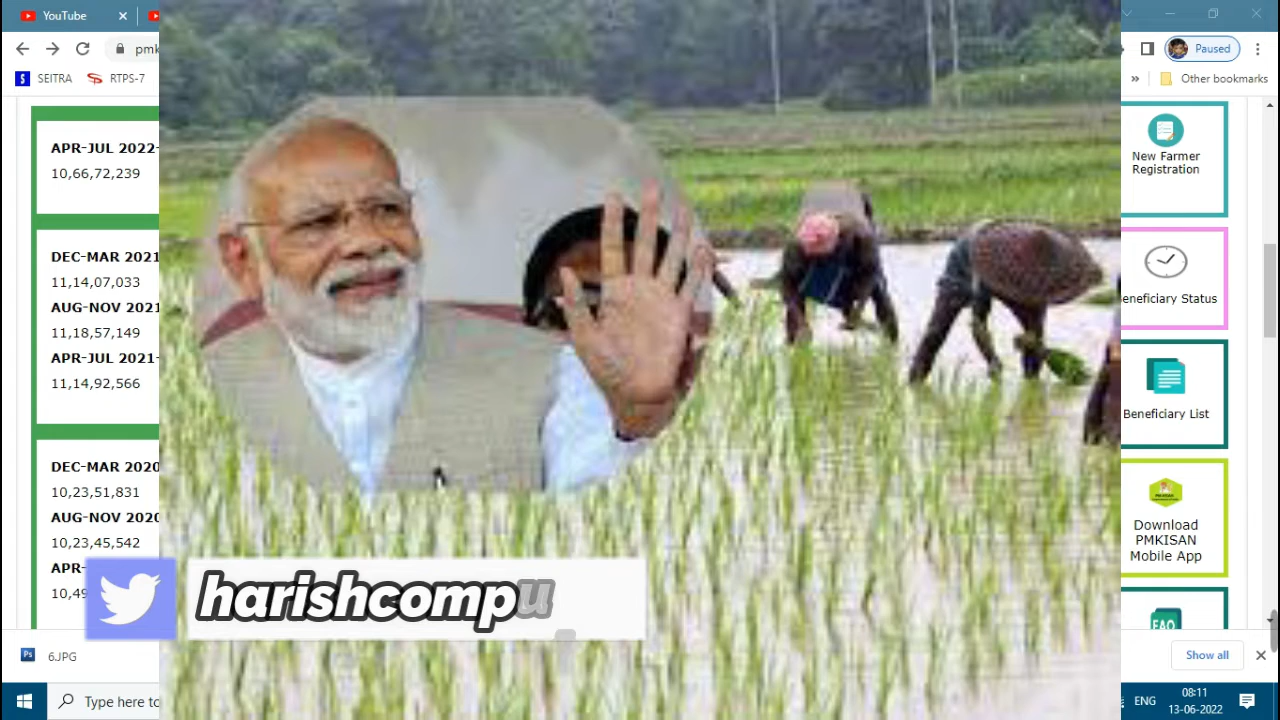 YouTube
Paused
pmk
SEITRA
RTPS-7
»
Other bookmarks
APR-JUL 2022-
10,66,72,239
DEC-MAR 2021
11,14,07,033
AUG-NOV 2021
11,18,57,149
APR-JUL 2021-
11,14,92,566
DEC-MAR 2020
10,23,51,831
AUG-NOV 2020
10,23,45,542
APR-
10,49
New Farmer
Registration
eneficiary Status
Beneficiary List
Download
PMKISAN
Mobile App
FAQ
harishcompu
6.JPG
Show all
Type here to
ENG
08:11
13-06-2022